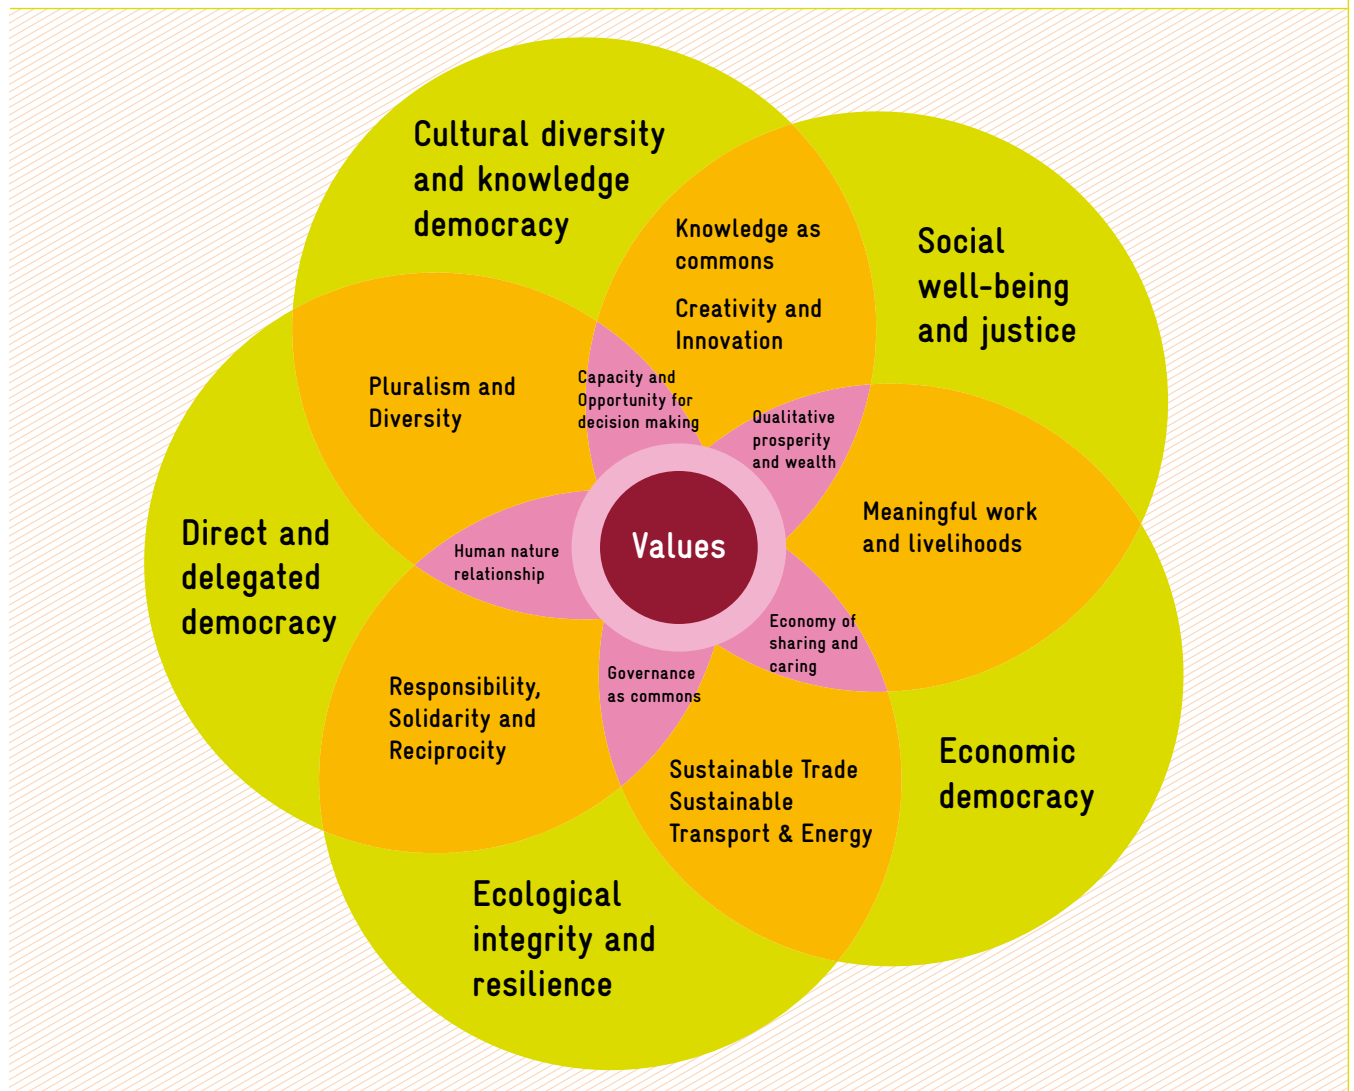 Cultural diversity
and knowledge
democracy
Knowledge as
commons
Creativity and
Innovation
Social
well-being
and justice
Pluralism and
Diversity
Capacity and
Opportunity for
decision making
Qualitative
prosperity
and wealth
Meaningful work
and livelihoods
Direct and
delegated
democracy
Human nature
relationship
Values
Economy of
sharing and
caring
Governance
as commons
Responsibility,
Solidarity and
Reciprocity
Sustainable Trade
Sustainable
Transport & Energy
Economic
democracy
Ecological
integrity and
resilience